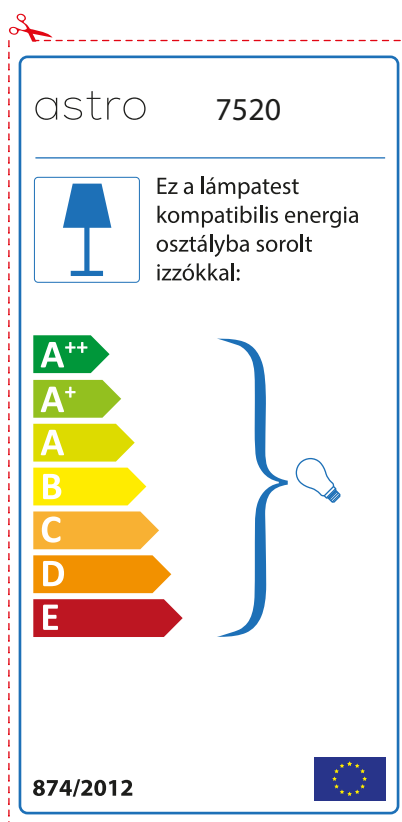 astro 7520
Ez a lámpatest
kompatibilis energia
osztályba sorolt
izzókkal:
A++
A+
A
B
C
D
E
874/2012